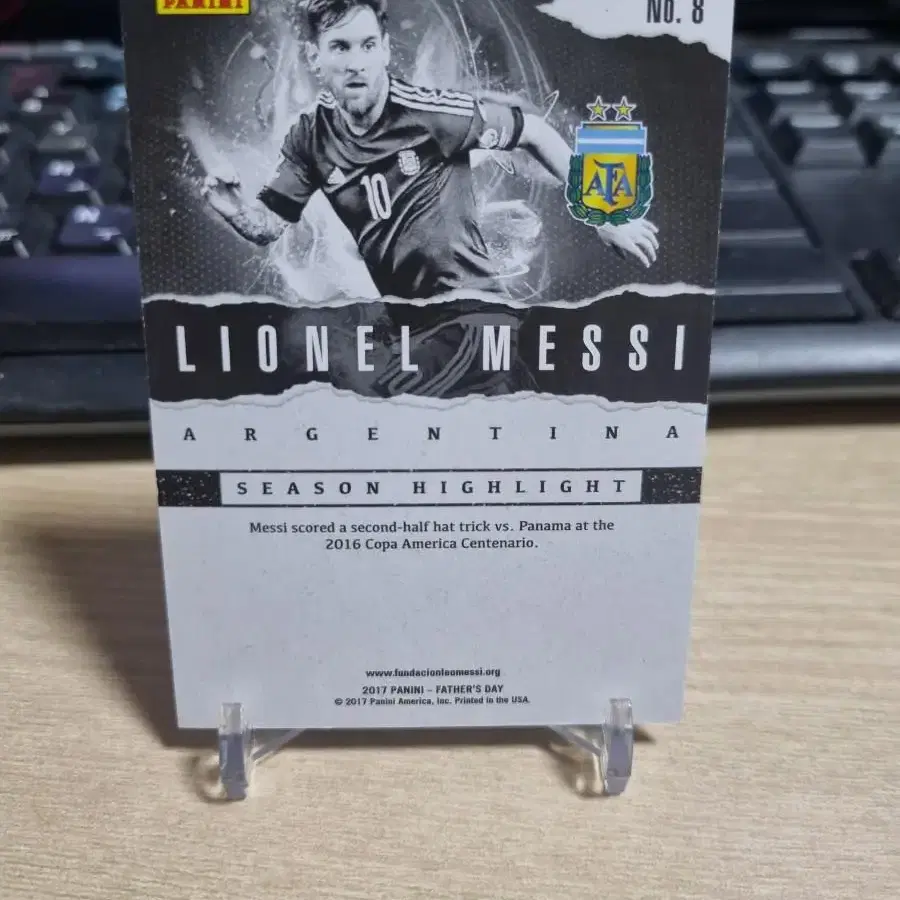 PANINI
No. 8
10
AFA
LIONEL MESSI
ARGENTINA
SEASON HIGHLIGHT
Messi scored a second-half hat trick vs. Panama at the
2016 Copa America Centenario.
www.fundacionleomessi.org
2017 PANINI – FATHER'S DAY
© 2017 Panini America, Inc. Printed in the USA.